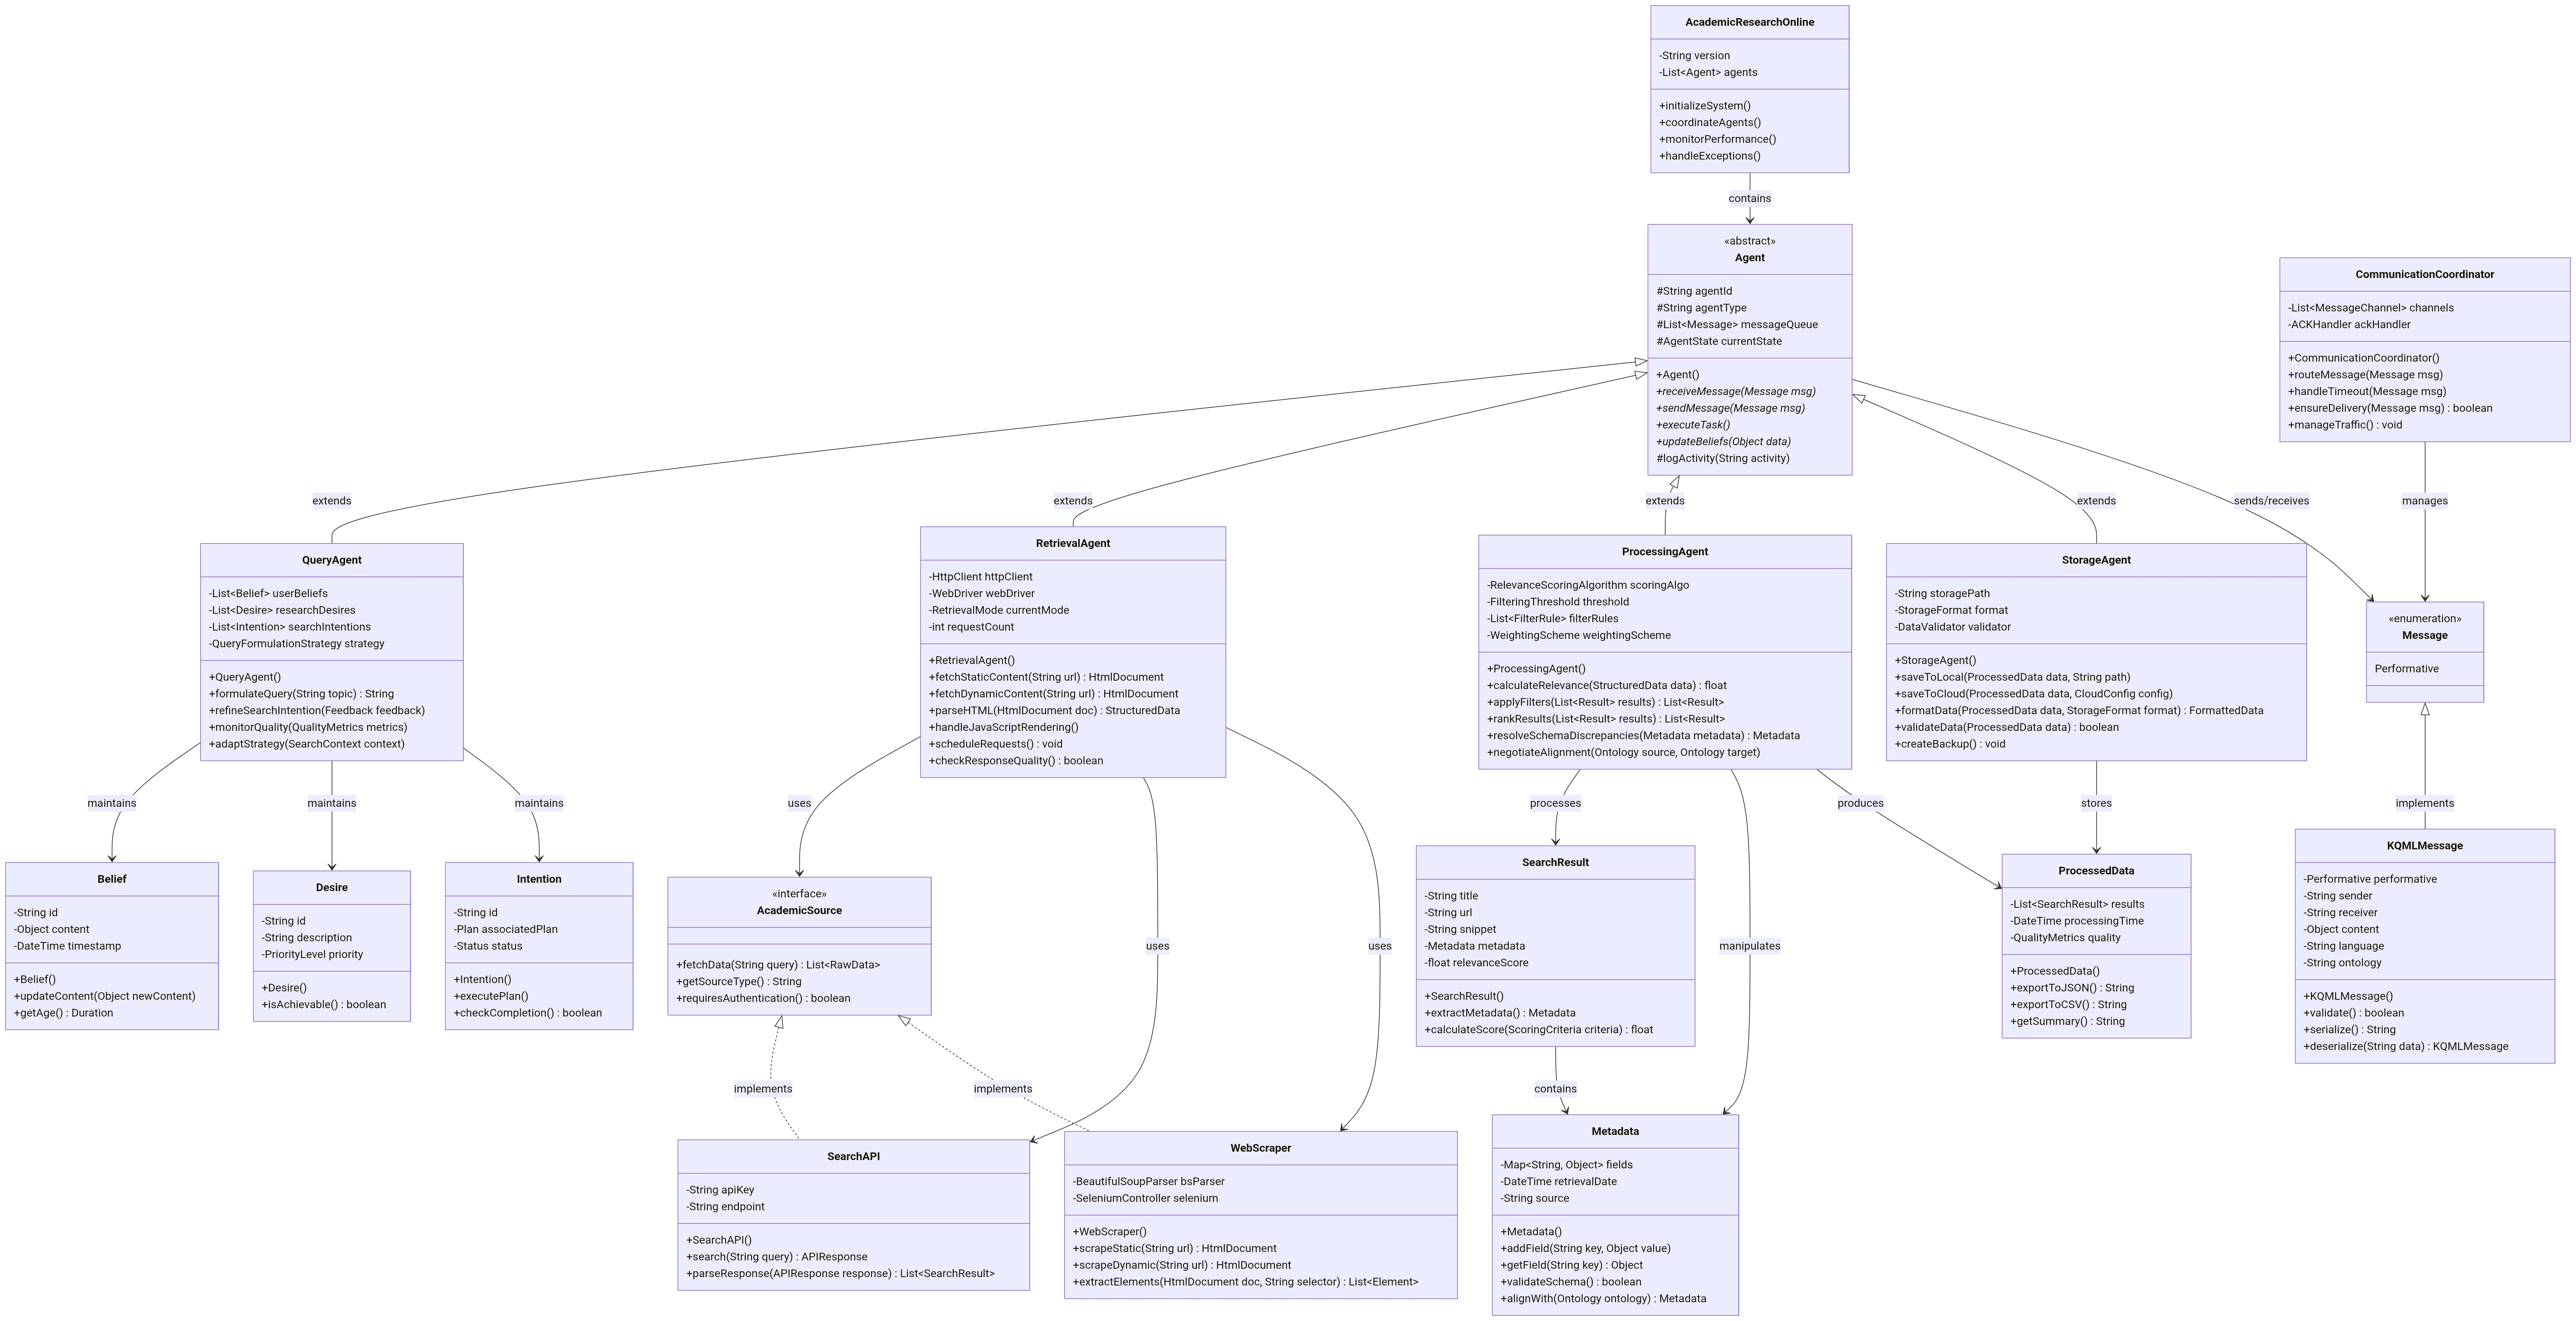 AcademicResearchOnline
-String version
-List<Agent> agents
+initializeSystem()
+coordinateAgents()
+monitorPerformance()
+handleExceptions()
contains
«abstract»
Agent
#String agentId
#String agentType
#List<Message> messageQueue
#AgentState currentState
+Agent()
+receiveMessage(Message msg)
+sendMessage(Message msg)
+executeTask()
+updateBeliefs(Object data)
#logActivity(String activity)
CommunicationCoordinator
-List<MessageChannel> channels
-ACKHandler ackHandler
+CommunicationCoordinator()
+routeMessage(Message msg)
+handleTimeout(Message msg)
+ensureDelivery(Message msg) : boolean
+manageTraffic() : void
extends
extends
extends
extends
sends/receives
manages
QueryAgent
-List<Belief> userBeliefs
-List<Desire> researchDesires
-List<Intention> searchIntentions
-QueryFormulationStrategy strategy
+QueryAgent()
+formulateQuery(String topic) : String
+refineSearchIntention(Feedback feedback)
+monitorQuality(QualityMetrics metrics)
+adaptStrategy(SearchContext context)
RetrievalAgent
-HttpClient httpClient
-WebDriver webDriver
-RetrievalMode currentMode
-int requestCount
+RetrievalAgent()
+fetchStaticContent(String url) : HtmlDocument
+fetchDynamicContent(String url) : HtmlDocument
+parseHTML(HtmlDocument doc) : StructuredData
+handleJavaScriptRendering()
+scheduleRequests() : void
+checkResponseQuality() : boolean
ProcessingAgent
-RelevanceScoringAlgorithm scoringAlgo
-FilteringThreshold threshold
-List<FilterRule> filterRules
-WeightingScheme weightingScheme
+ProcessingAgent()
+calculateRelevance(StructuredData data) : float
+applyFilters(List<Result> results) : List<Result>
+rankResults(List<Result> results) : List<Result>
+resolveSchemaDiscrepancies(Metadata metadata) : Metadata
+negotiateAlignment(Ontology source, Ontology target)
StorageAgent
-String storagePath
-StorageFormat format
-DataValidator validator
+StorageAgent()
+saveToLocal(ProcessedData data, String path)
+saveToCloud(ProcessedData data, CloudConfig config)
+formatData(ProcessedData data, StorageFormat format) : FormattedData
+validateData(ProcessedData data) : boolean
+createBackup() : void
«enumeration»
Message
Performative
maintains
maintains
maintains
uses
uses
uses
processes
manipulates
produces
stores
implements
Belief
-String id
-Object content
-DateTime timestamp
+Belief()
+updateContent(Object newContent)
+getAge() : Duration
Desire
-String id
-String description
-PriorityLevel priority
+Desire()
+isAchievable() : boolean
Intention
-String id
-Plan associatedPlan
-Status status
+Intention()
+executePlan()
+checkCompletion() : boolean
«interface»
AcademicSource
+fetchData(String query) : List<RawData>
+getSourceType() : String
+requiresAuthentication() : boolean
SearchResult
-String title
-String url
-String snippet
-Metadata metadata
-float relevanceScore
+SearchResult()
+extractMetadata() : Metadata
+calculateScore(ScoringCriteria criteria) : float
ProcessedData
-List<SearchResult> results
-DateTime processingTime
-QualityMetrics quality
+ProcessedData()
+exportToJSON() : String
+exportToCSV() : String
+getSummary() : String
KQMLMessage
-Performative performative
-String sender
-String receiver
-Object content
-String language
-String ontology
+KQMLMessage()
+validate() : boolean
+serialize() : String
+deserialize(String data) : KQMLMessage
implements
implements
contains
SearchAPI
-String apiKey
-String endpoint
+SearchAPI()
+search(String query) : APIResponse
+parseResponse(APIResponse response) : List<SearchResult>
WebScraper
-BeautifulSoupParser bsParser
-SeleniumController selenium
+WebScraper()
+scrapeStatic(String url) : HtmlDocument
+scrapeDynamic(String url) : HtmlDocument
+extractElements(HtmlDocument doc, String selector) : List<Element>
Metadata
-Map<String, Object> fields
-DateTime retrievalDate
-String source
+Metadata()
+addField(String key, Object value)
+getField(String key) : Object
+validateSchema() : boolean
+alignWith(Ontology ontology) : Metadata